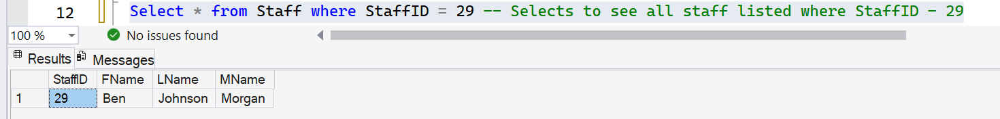 12 Select * from Staff where StaffID = 29 -- Selects to see all staff listed where StaffID - 29
100 % No issues found
Results Messages
StaffID FName LName MName
1 29 Ben Johnson Morgan